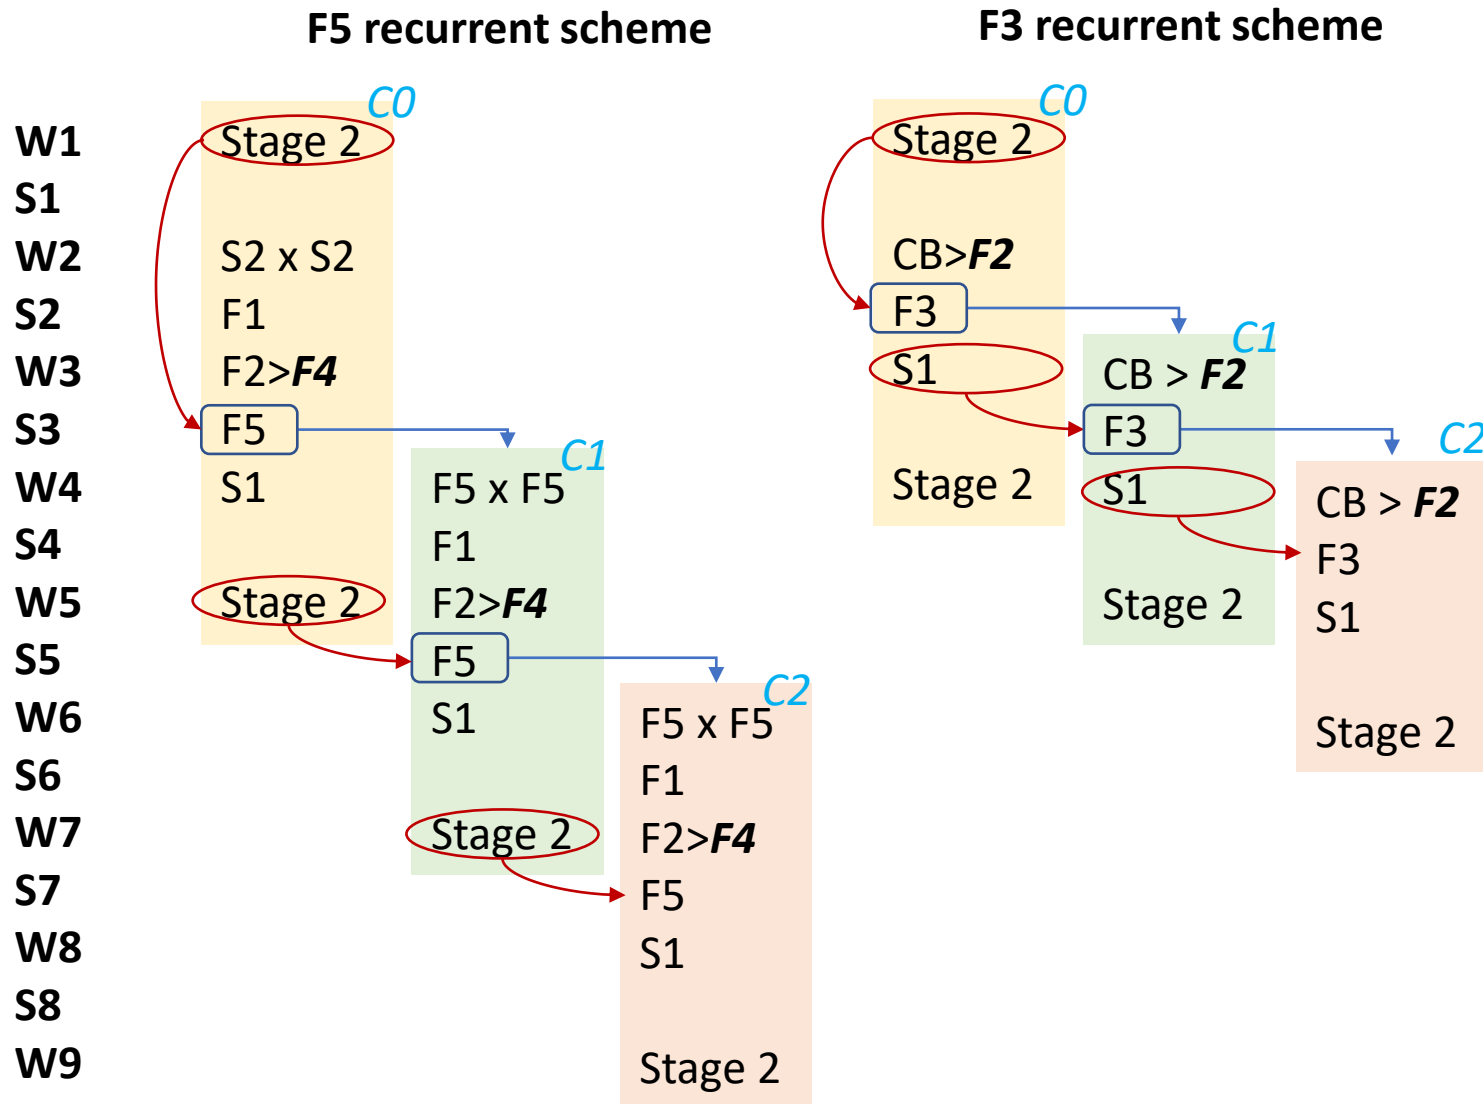 F5 recurrent scheme
F3 recurrent scheme
W1
S1
W2
S2
W3
S3
W4
S4
W5
S5
W6
S6
W7
S7
W8
S8
W9
C0
Stage 2
S2 x S2
F1
F2>F4
F5
S1
Stage 2
C1
F5 x F5
F1
F2>F4
F5
S1
Stage 2
C2
F5 x F5
F1
F2>F4
F5
S1
Stage 2
C0
Stage 2
CB>F2
F3
S1
Stage 2
C1
CB > F2
F3
S1
Stage 2
C2
CB > F2
F3
S1
Stage 2